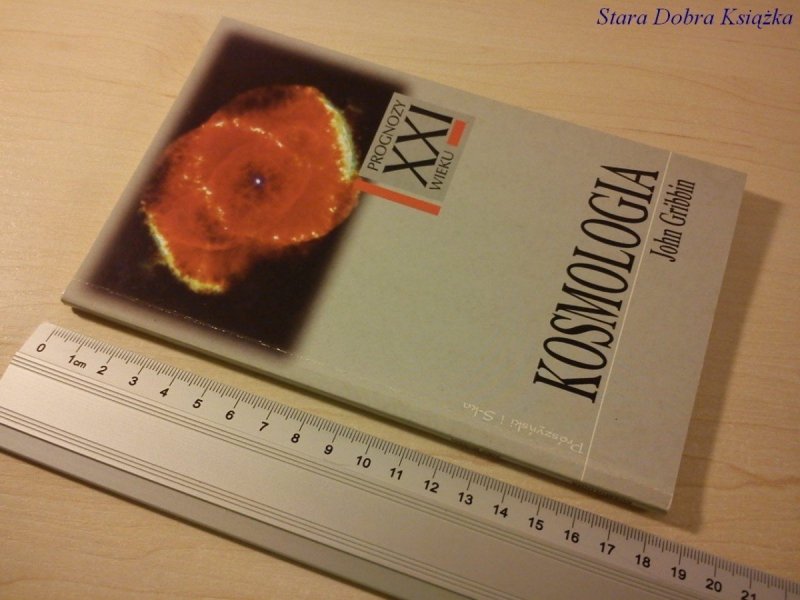 Stara Dobra Książka
PROGNOZY
XXI
WIEKU
KOSMOLOGIA
John Gribbin
Prószyński i S-ka
0 1cm 2 3 4 5 6 7 8 9 10 11 12 13 14 15 16 17 18 19 20 21